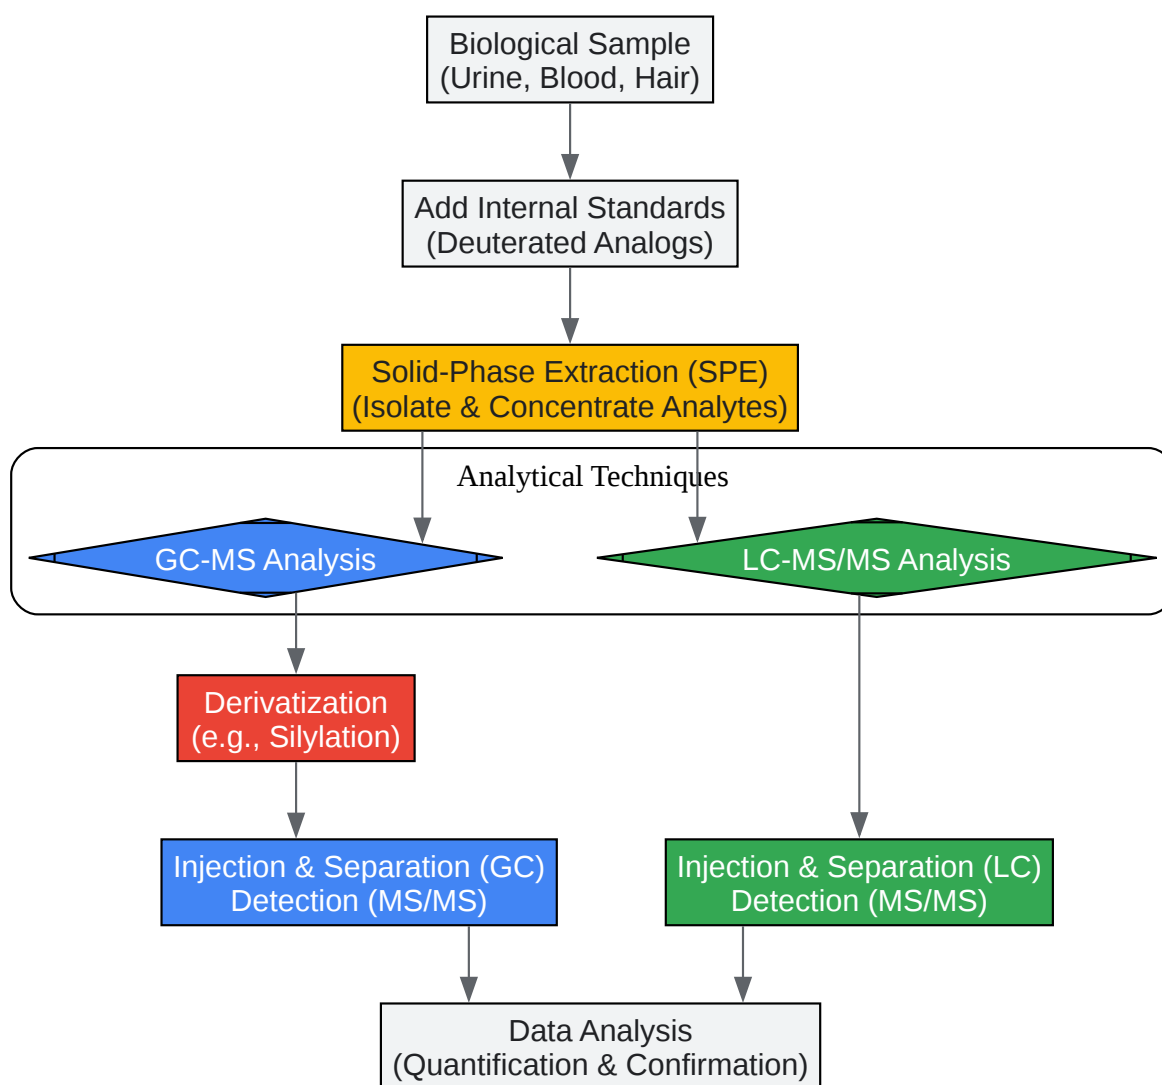 Biological Sample
(Urine, Blood, Hair)
Add Internal Standards
(Deuterated Analogs)
Solid-Phase Extraction (SPE)
(Isolate & Concentrate Analytes)
Analytical Techniques
GC-MS Analysis
LC-MS/MS Analysis
Derivatization
(e.g., Silylation)
Injection & Separation (GC)
Detection (MS/MS)
Injection & Separation (LC)
Detection (MS/MS)
Data Analysis
(Quantification & Confirmation)